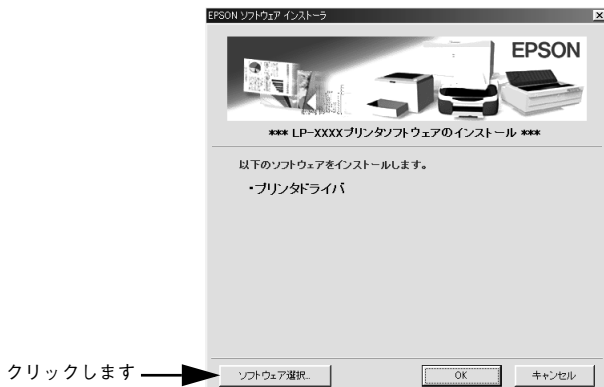 EPSON ソフトウェア インストーラ
EPSON
*** LP-XXXXプリンタソフトウェアのインストール ***
以下のソフトウェアをインストールします。
・プリンタドライバ
クリックします
ソフトウェア選択...
OK
キャンセル